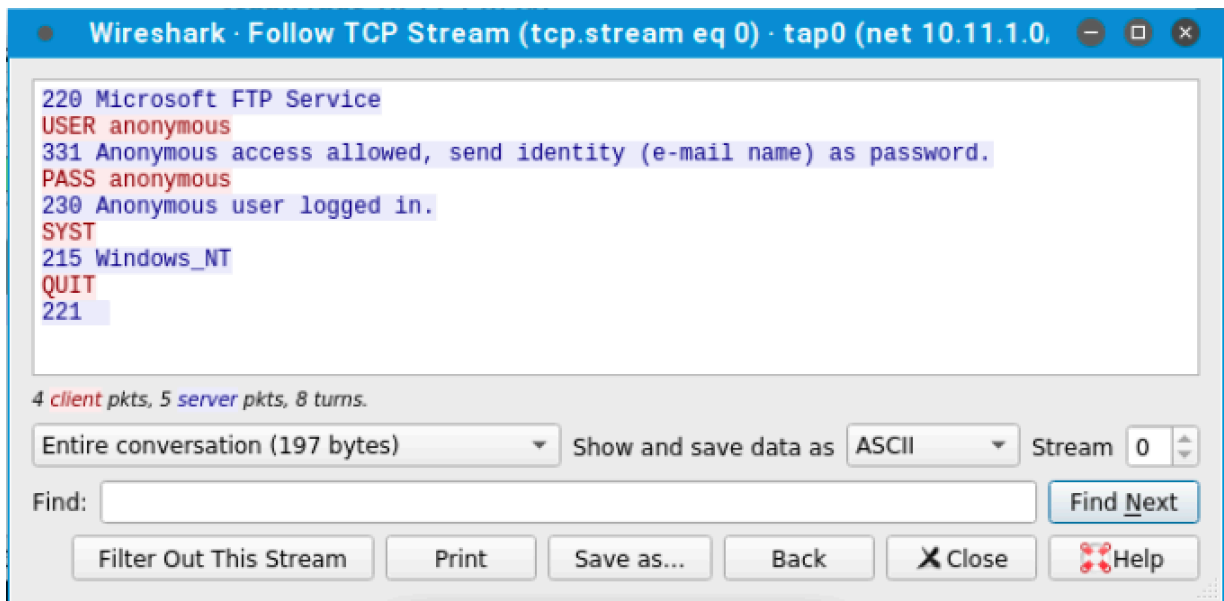 Wireshark · Follow TCP Stream (tcp.stream eq 0) · tap0 (net 10.11.1.0,
220 Microsoft FTP Service
USER anonymous
331 Anonymous access allowed, send identity (e-mail name) as password.
PASS anonymous
230 Anonymous user logged in.
SYST
215 Windows_NT
QUIT
221
4 client pkts, 5 server pkts, 8 turns.
Entire conversation (197 bytes) Show and save data as ASCII Stream 0
Find: Find Next
Filter Out This Stream Print Save as... Back Close Help